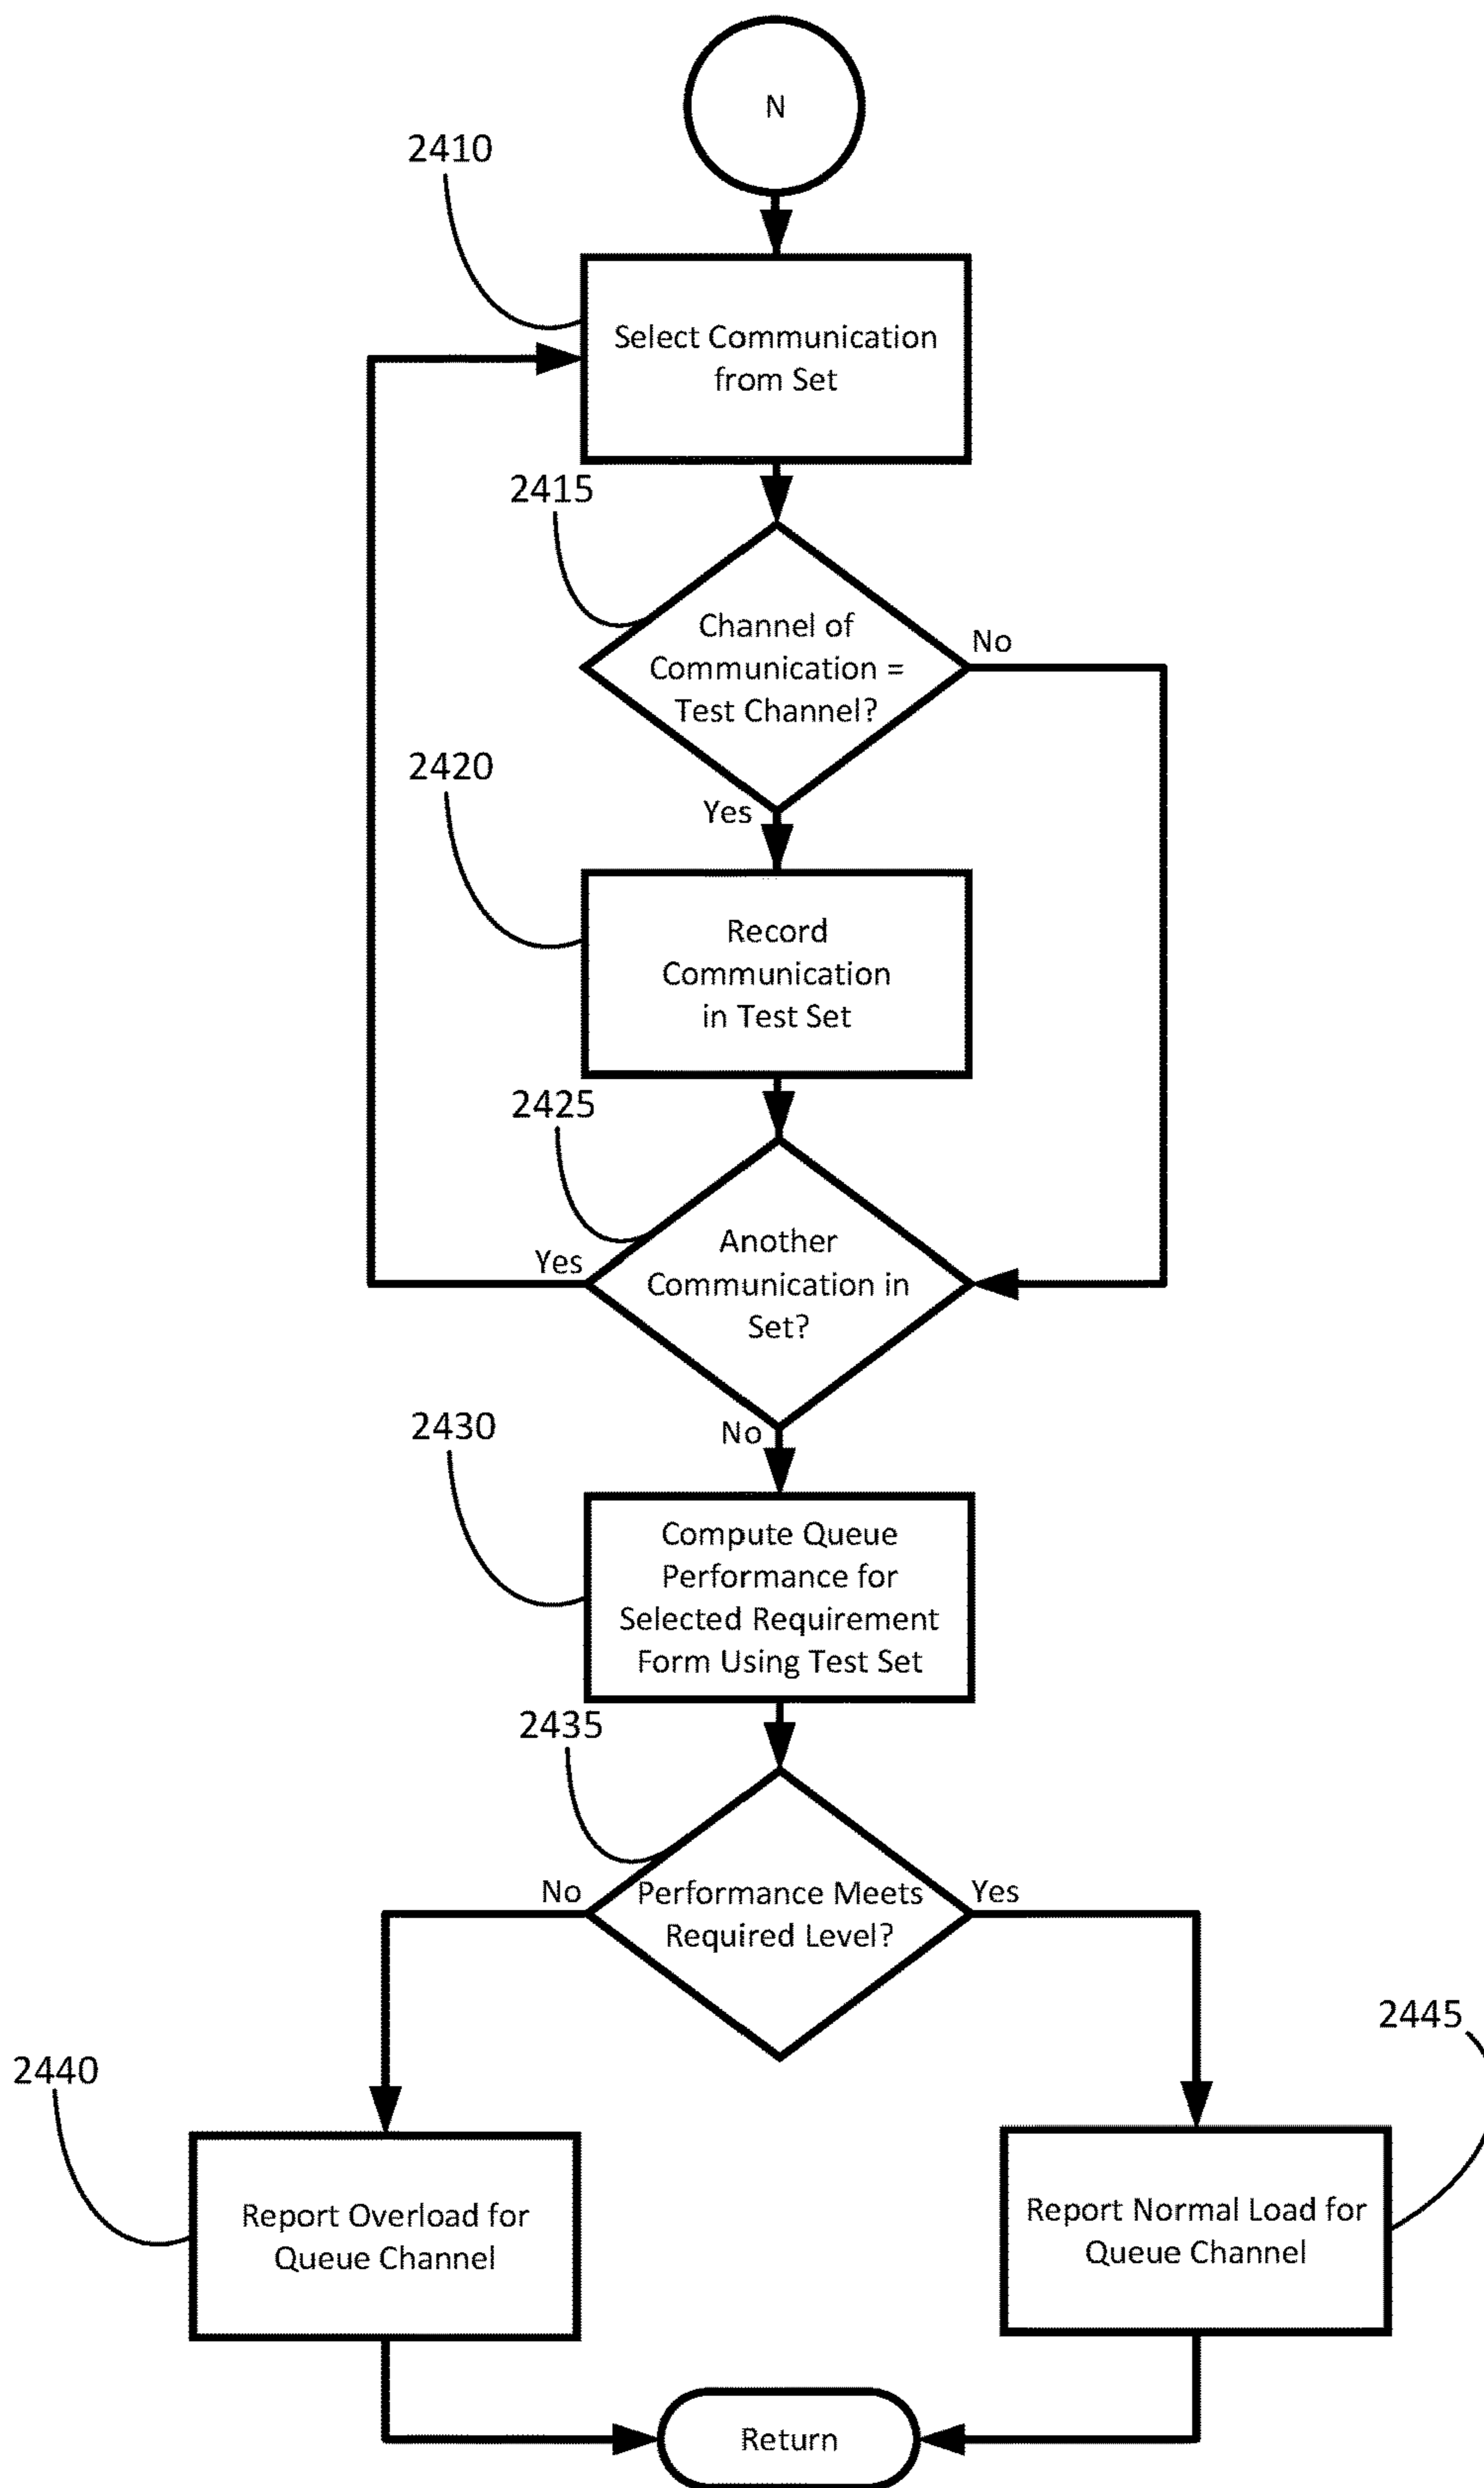 N
2410
Select Communication
from Set
2415
Channel of
Communication =
Test Channel?
No
Yes
2420
Record
Communication
in Test Set
2425
Another
Communication in
Set?
Yes
No
2430
Compute Queue
Performance for
Selected Requirement
Form Using Test Set
2435
Performance Meets
Required Level?
No
Yes
2440
Report Overload for
Queue Channel
2445
Report Normal Load for
Queue Channel
Return